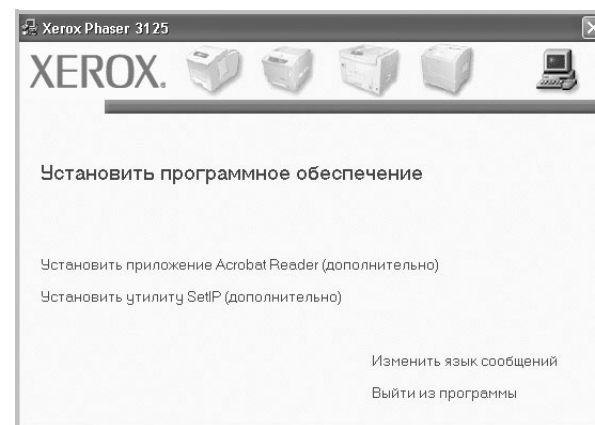 Xerox Phaser 3125
XEROX.
Установить программное обеспечение
Установить приложение Acrobat Reader (дополнительно)
Установить утилиту SetIP (дополнительно)
Изменить язык сообщений
Выйти из программы